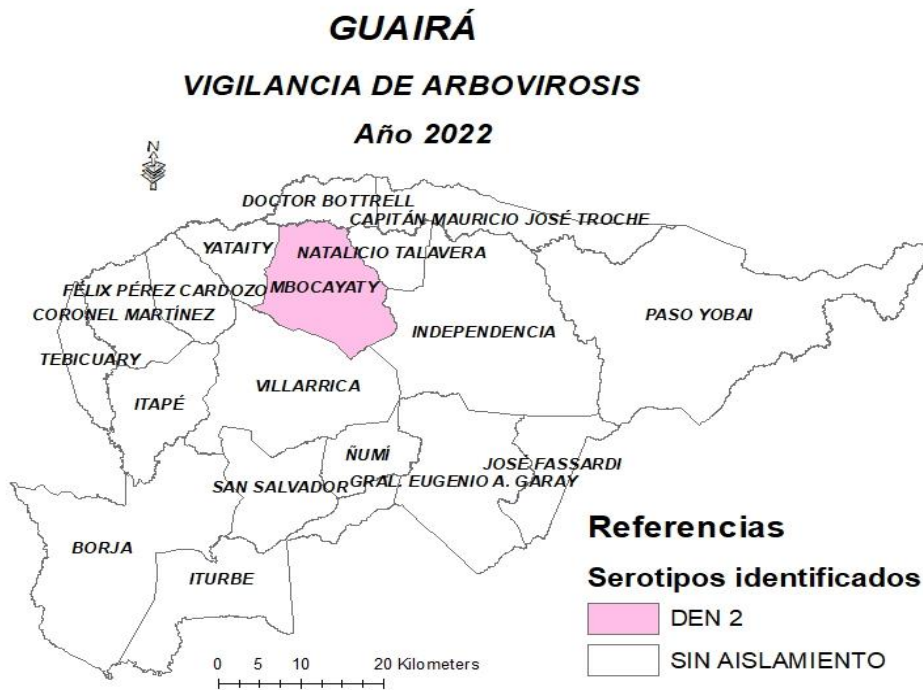 GUAIRÁ
VIGILANCIA DE ARBOVIROSIS
Año 2022
N
DOCTOR BOTTRELL
CAPITÁN MAURICIO JOSÉ TROCHE
YATAITY
NATALICIO TALAVERA
FÉLIX PÉREZ CARDOZO
MBOCAYATY
CORONEL MARTÍNEZ
PASO YOBAI
INDEPENDENCIA
TEBICUARY
VILLARRICA
ITAPÉ
ÑUMÍ
JOSÉ FASSARDI
SAN SALVADOR
GRAL. EUGENIO A. GARAY
BORJA
ITURBE
Referencias
Serotipos identificados
DEN 2
SIN AISLAMIENTO
0 5 10 20 Kilometers